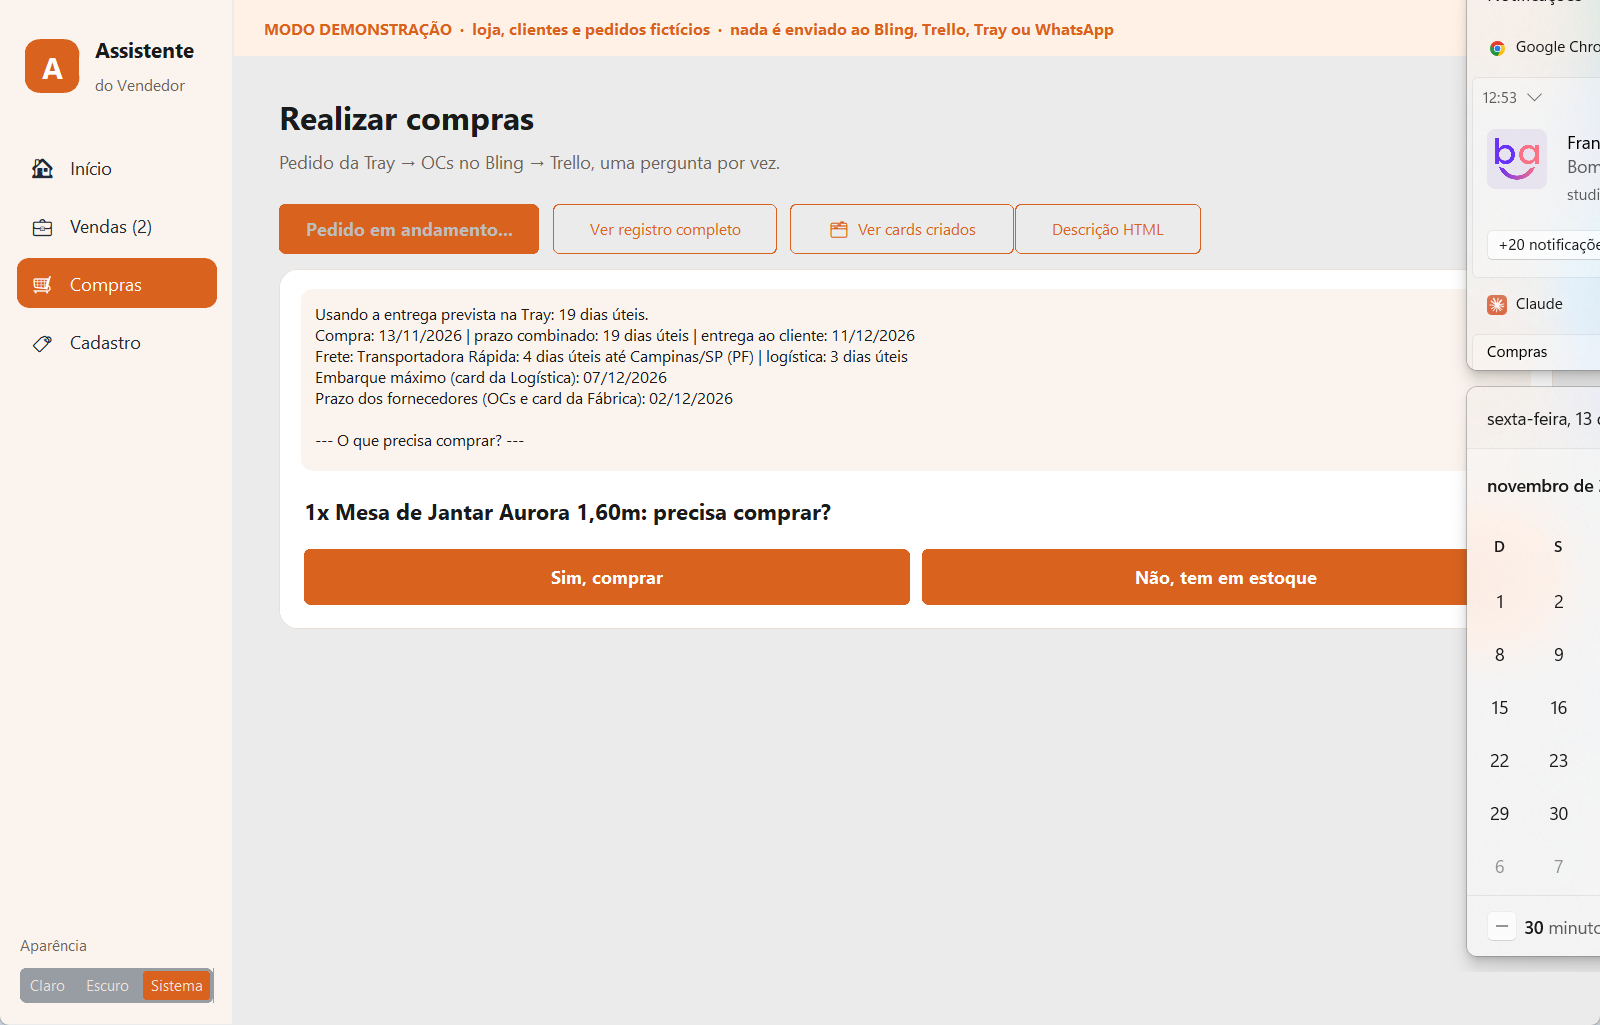 A
Assistente
do Vendedor
Início
Vendas (2)
Compras
Cadastro
Aparência
Claro
Escuro
Sistema
MODO DEMONSTRAÇÃO · loja, clientes e pedidos fictícios · nada é enviado ao Bling, Trello, Tray ou WhatsApp
Realizar compras
Pedido da Tray → OCs no Bling → Trello, uma pergunta por vez.
Pedido em andamento...
Ver registro completo
Ver cards criados
Descrição HTML
Usando a entrega prevista na Tray: 19 dias úteis.
Compra: 13/11/2026 | prazo combinado: 19 dias úteis | entrega ao cliente: 11/12/2026
Frete: Transportadora Rápida: 4 dias úteis até Campinas/SP (PF) | logística: 3 dias úteis
Embarque máximo (card da Logística): 07/12/2026
Prazo dos fornecedores (OCs e card da Fábrica): 02/12/2026
--- O que precisa comprar? ---
1x Mesa de Jantar Aurora 1,60m: precisa comprar?
Sim, comprar
Não, tem em estoque
Google Chro
12:53
ba
Fran
Bom
studi
+20 notificaçõe
Claude
Compras
sexta-feira, 13
novembro de
D S
1 2
8 9
15 16
22 23
29 30
6 7
30 minuto